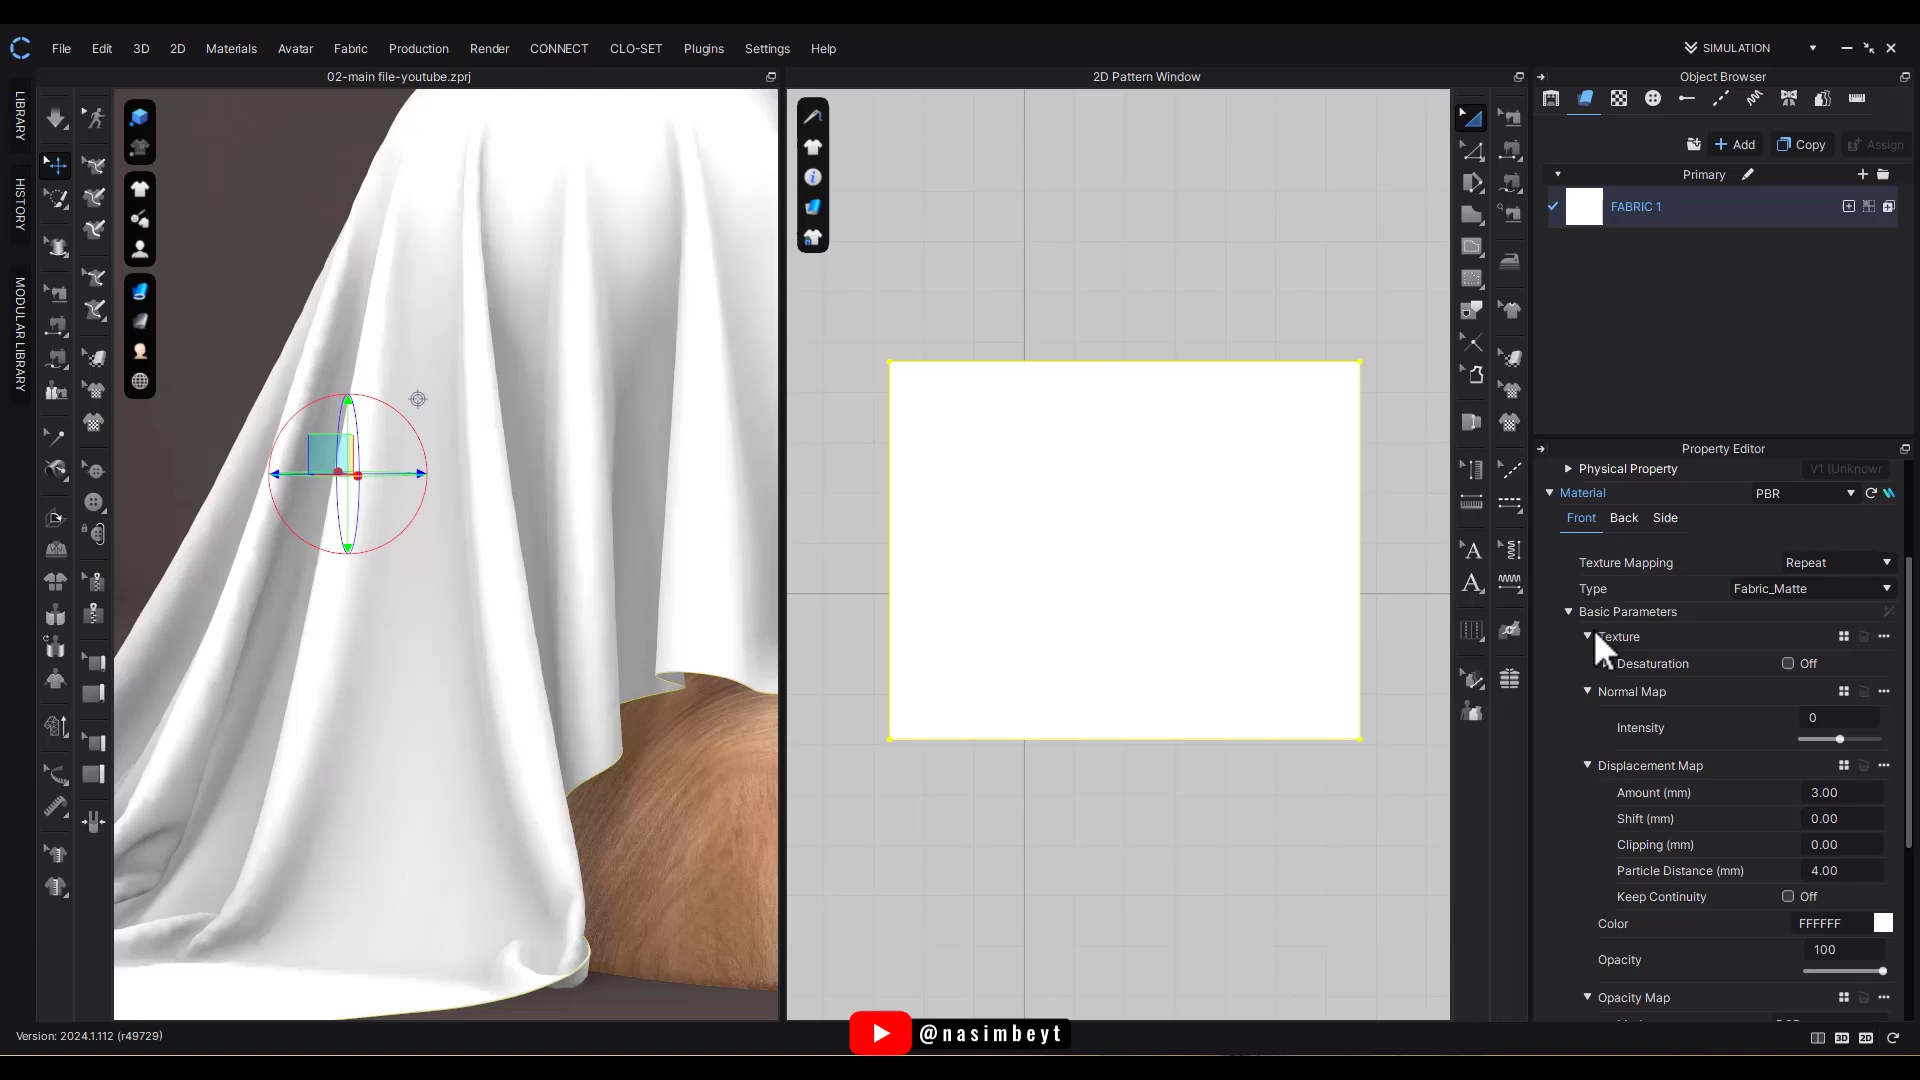 File Edit 3D 2D Materials Avatar Fabric Production Render CONNECT CLO-SET Plugins Settings Help SIMULATION
02-main file-youtube.zprj
2D Pattern Window
Object Browser
LIBRARY
HISTORY
MODULAR LIBRARY
Add Copy Assign
Primary
FABRIC 1
Property Editor
Physical Property V1 (Unknowr
Material PBR
Front Back Side
Texture Mapping Repeat
Type Fabric_Matte
Basic Parameters
Texture
Desaturation Off
Normal Map
Intensity 0
Displacement Map
Amount (mm) 3.00
Shift (mm) 0.00
Clipping (mm) 0.00
Particle Distance (mm) 4.00
Keep Continuity Off
Color FFFFFF
Opacity 100
Opacity Map
A
A
Version: 2024.1.112 (r49729)
@nasimbeyt
3D 2D